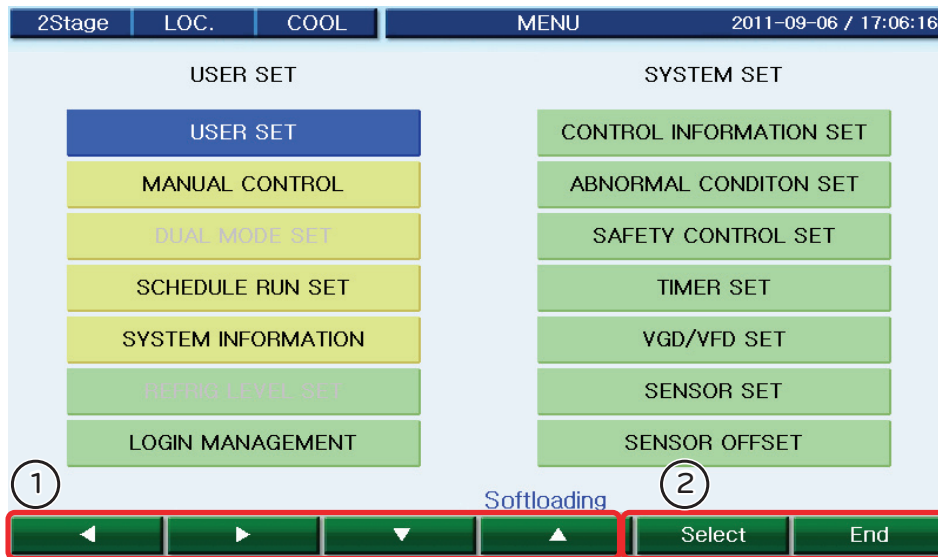 2Stage LOC. COOL MENU 2011-09-06 / 17:06:16
USER SET
USER SET
MANUAL CONTROL
DUAL MODE SET
SCHEDULE RUN SET
SYSTEM INFORMATION
LOGIN MANAGEMENT
SYSTEM SET
CONTROL INFORMATION SET
ABNORMAL CONDITON SET
SAFETY CONTROL SET
TIMER SET
VGD/VFD SET
SENSOR SET
SENSOR OFFSET
Softloading
1
2
◀ ▶ ▼ ▲ Select End